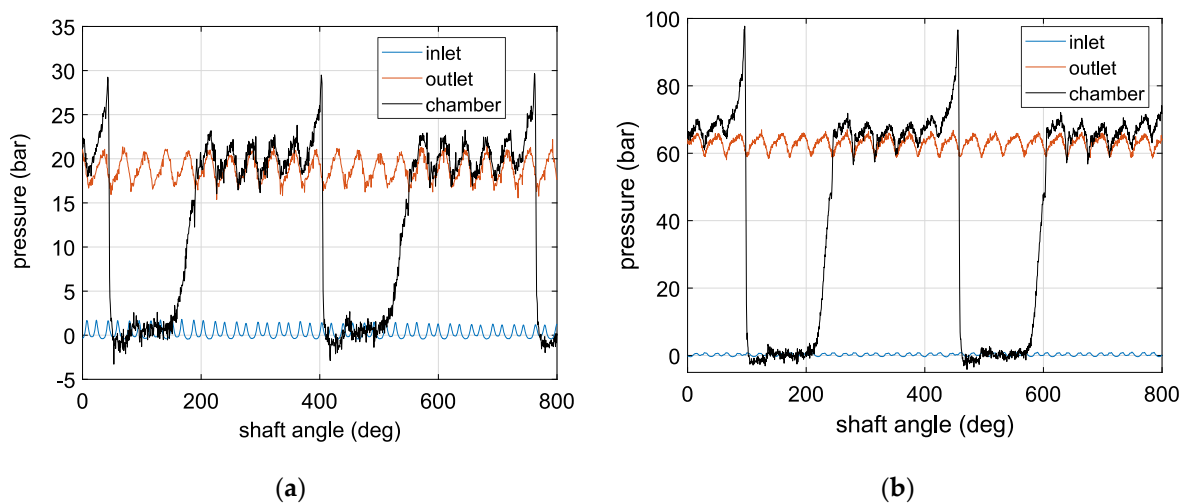 35
30
25
20
15
10
5
0
-5
pressure (bar)
inlet
outlet
chamber
0 200 400 600 800
shaft angle (deg)
(a)
100
80
60
40
20
0
pressure (bar)
inlet
outlet
chamber
0 200 400 600 800
shaft angle (deg)
(b)